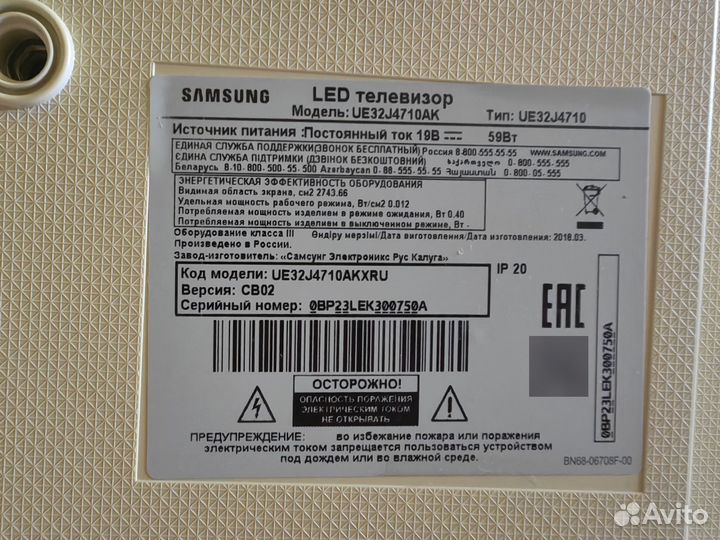 SAMSUNG
LED телевизор
Модель: UE32J4710AK
Тип: UE32J4710
Источник питания :Постоянный ток 19В 59Вт
ЕДИНАЯ СЛУЖБА ПОДДЕРЖКИ(ЗВОНОК БЕСПЛАТНЫЙ) Россия 8-800-555-55-55 WWW.SAMSUNG.COM
ЄДИНА СЛУЖБА ПІДТРИМКИ (ДЗВІНОК БЕЗКОШТОВНИЙ) საქართველო 0-800-555-555
Беларусь 8-10-800-500-55-500 Azərbaycan 0-88-555-55-55 Հայաստան 0-800-05-555
ЭНЕРГЕТИЧЕСКАЯ ЭФФЕКТИВНОСТЬ ОБОРУДОВАНИЯ
Видимая область экрана, см2 2743.66
Удельная мощность рабочего режима, Вт/см2 0.012
Потребляемая мощность изделием в режиме ожидания, Вт 0.40
Потребляемая мощность изделием в выключенном режиме, Вт -
Оборудование класса III Өндіру мерзімі/Дата виготовлення/Дата изготовления: 2018.03.
Произведено в России.
Завод-изготовитель: «Самсунг Электроникс Рус Калуга»
Код модели: UE32J4710AKXRU
IP 20
Версия: CB02
Серийный номер: 0BP23LEK300750A
EAC
0BP23LEK300750A
ОСТОРОЖНО!
ОПАСНОСТЬ ПОРАЖЕНИЯ
ЭЛЕКТРИЧЕСКИМ ТОКОМ
НЕ ОТКРЫВАТЬ
ПРЕДУПРЕЖДЕНИЕ: во избежание пожара или поражения
электрическим током запрещается пользоваться устройством
под дождем или во влажной среде.
BN68-06708F-00
Avito